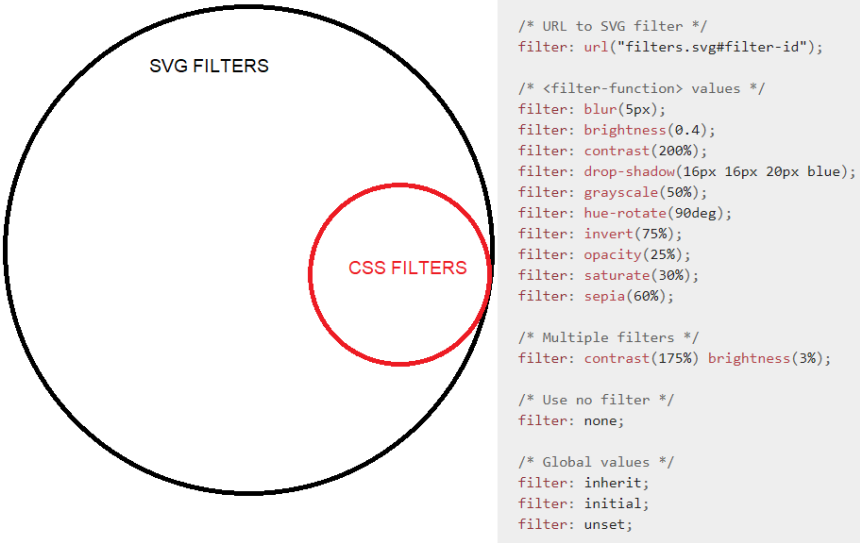 SVG FILTERS
CSS FILTERS
/* URL to SVG filter */
filter: url("filters.svg#filter-id");
/* <filter-function> values */
filter: blur(5px);
filter: brightness(0.4);
filter: contrast(200%);
filter: drop-shadow(16px 16px 20px blue);
filter: grayscale(50%);
filter: hue-rotate(90deg);
filter: invert(75%);
filter: opacity(25%);
filter: saturate(30%);
filter: sepia(60%);
/* Multiple filters */
filter: contrast(175%) brightness(3%);
/* Use no filter */
filter: none;
/* Global values */
filter: inherit;
filter: initial;
filter: unset;